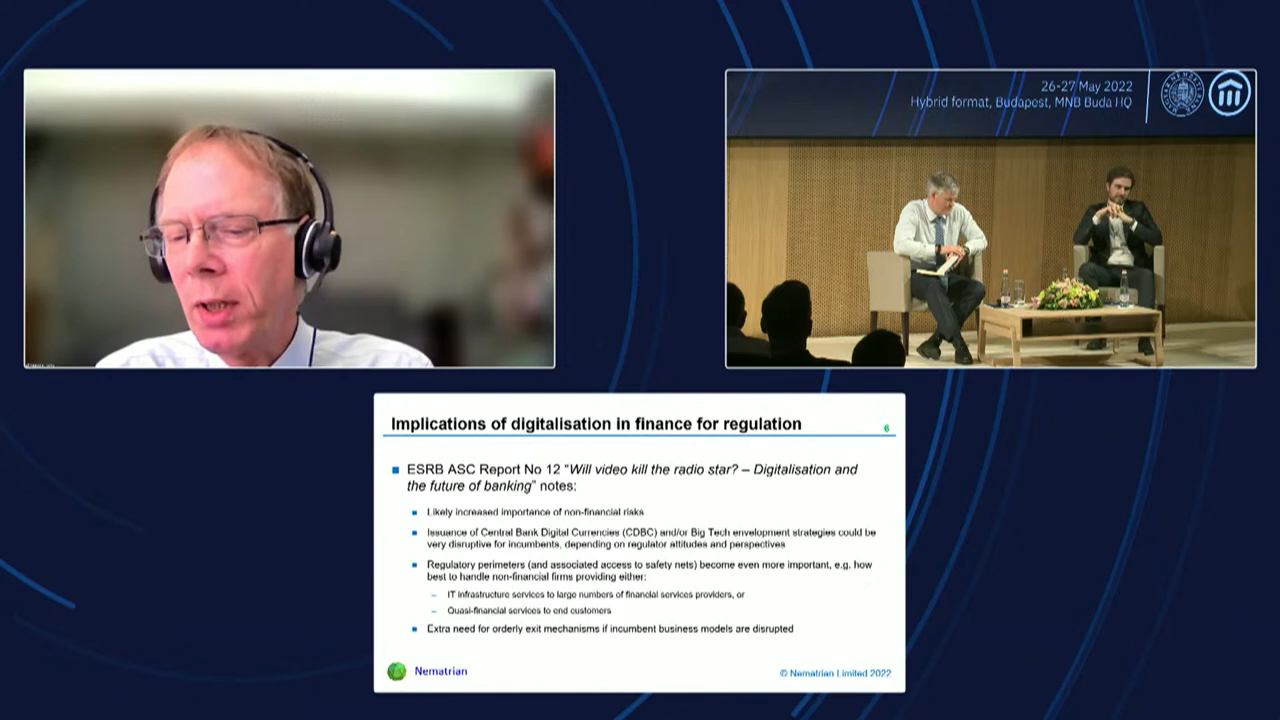 26-27 May 2022
Hybrid format, Budapest, MNB Buda HQ
Implications of digitalisation in finance for regulation
6
ESRB ASC Report No 12 "Will video kill the radio star? – Digitalisation and
the future of banking" notes:
Likely increased importance of non-financial risks
Issuance of Central Bank Digital Currencies (CDBC) and/or Big Tech envelopment strategies could be
very disruptive for incumbents, depending on regulator attitudes and perspectives
Regulatory perimeters (and associated access to safety nets) become even more important, e.g. how
best to handle non-financial firms providing either:
– IT infrastructure services to large numbers of financial services providers, or
– Quasi-financial services to end customers
Extra need for orderly exit mechanisms if incumbent business models are disrupted
Nematrian
© Nematrian Limited 2022